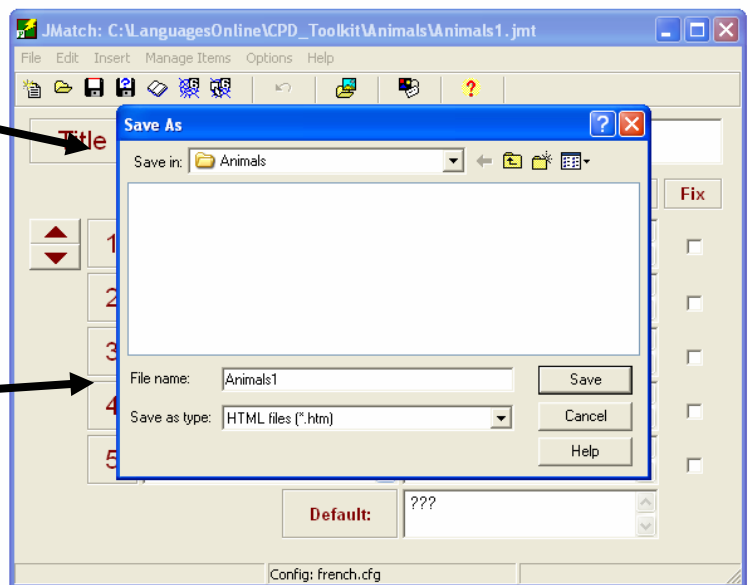 JMatch: C:\LanguagesOnline\CPD_Toolkit\Animals\Animals1.jmt
File Edit Insert Manage Items Options Help
Title
Save As
Save in: Animals
Fix
1
2
3
File name: Animals1 Save
4
Save as type: HTML files (*.htm) Cancel
Help
5
Default: ???
Config: french.cfg